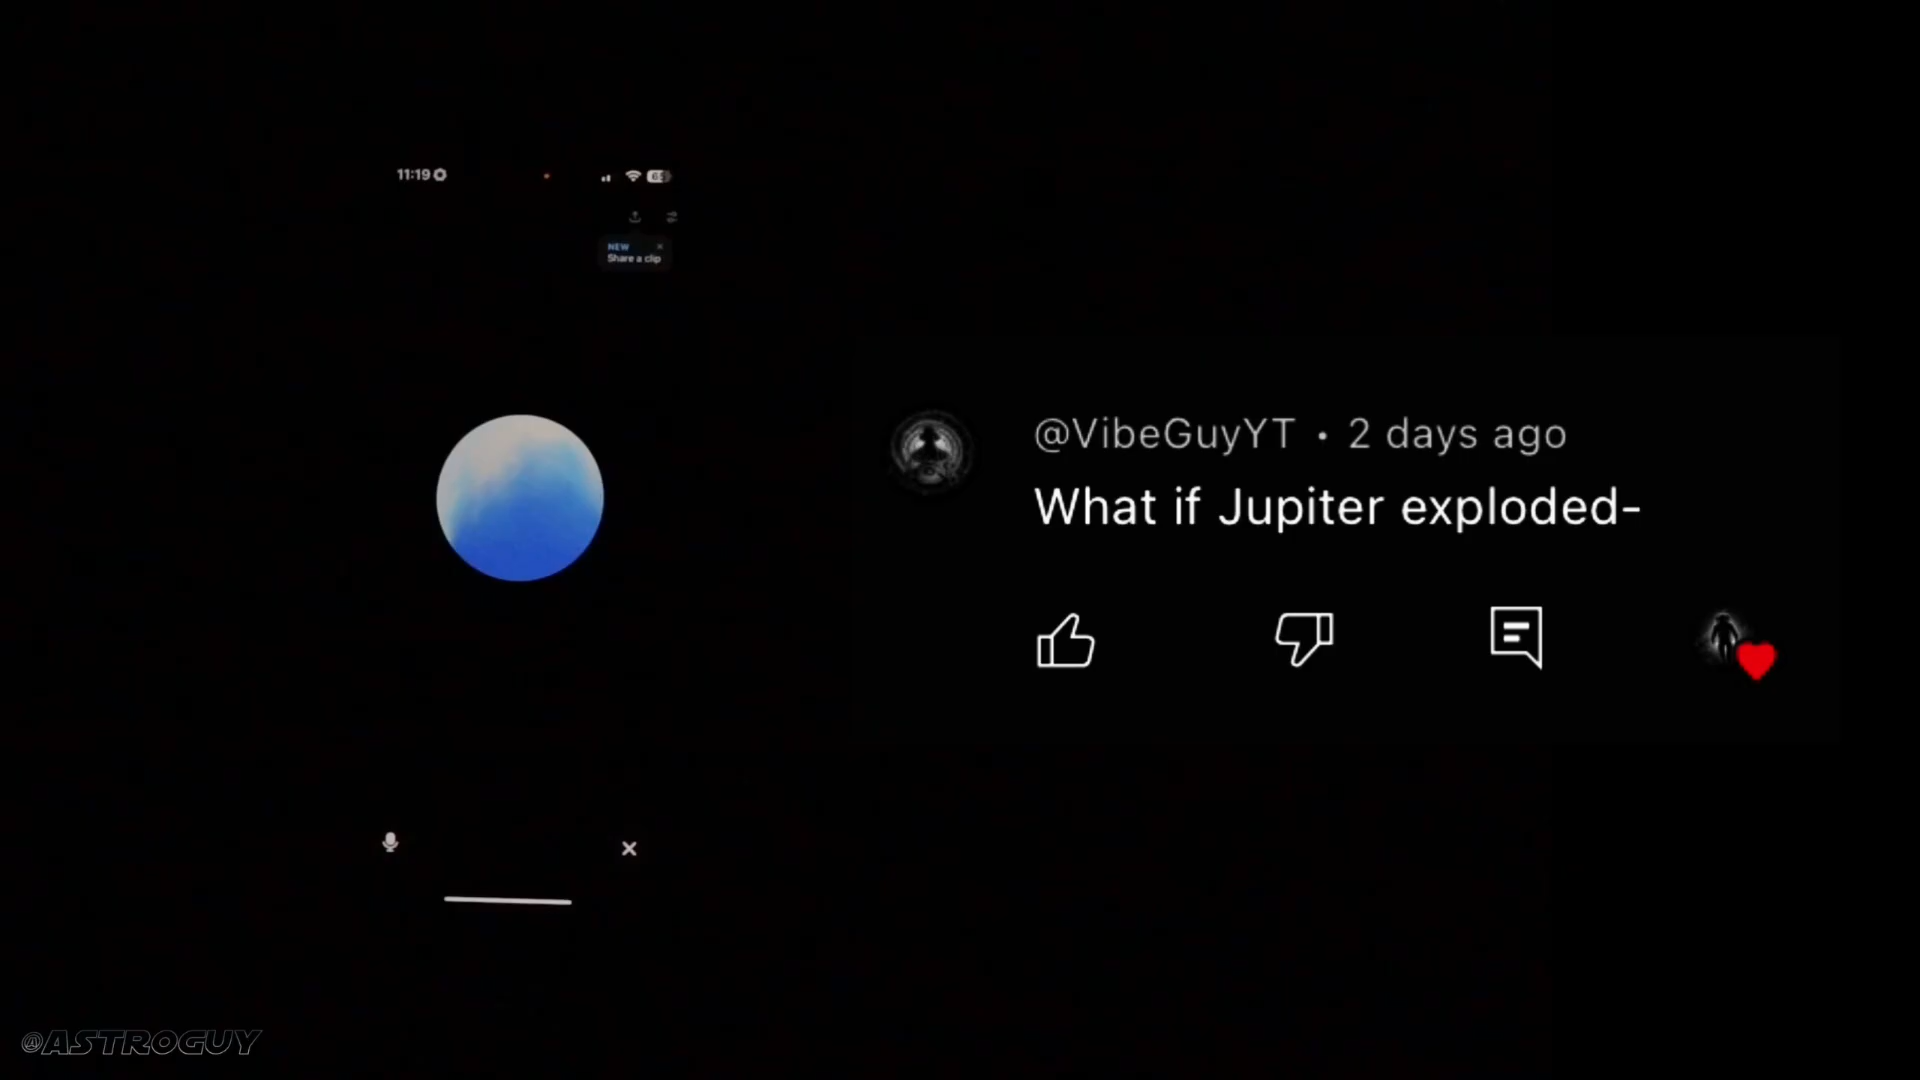 11:19
NEW
Share a clip
@VibeGuyYT • 2 days ago
What if Jupiter exploded-
@ASTROGUY